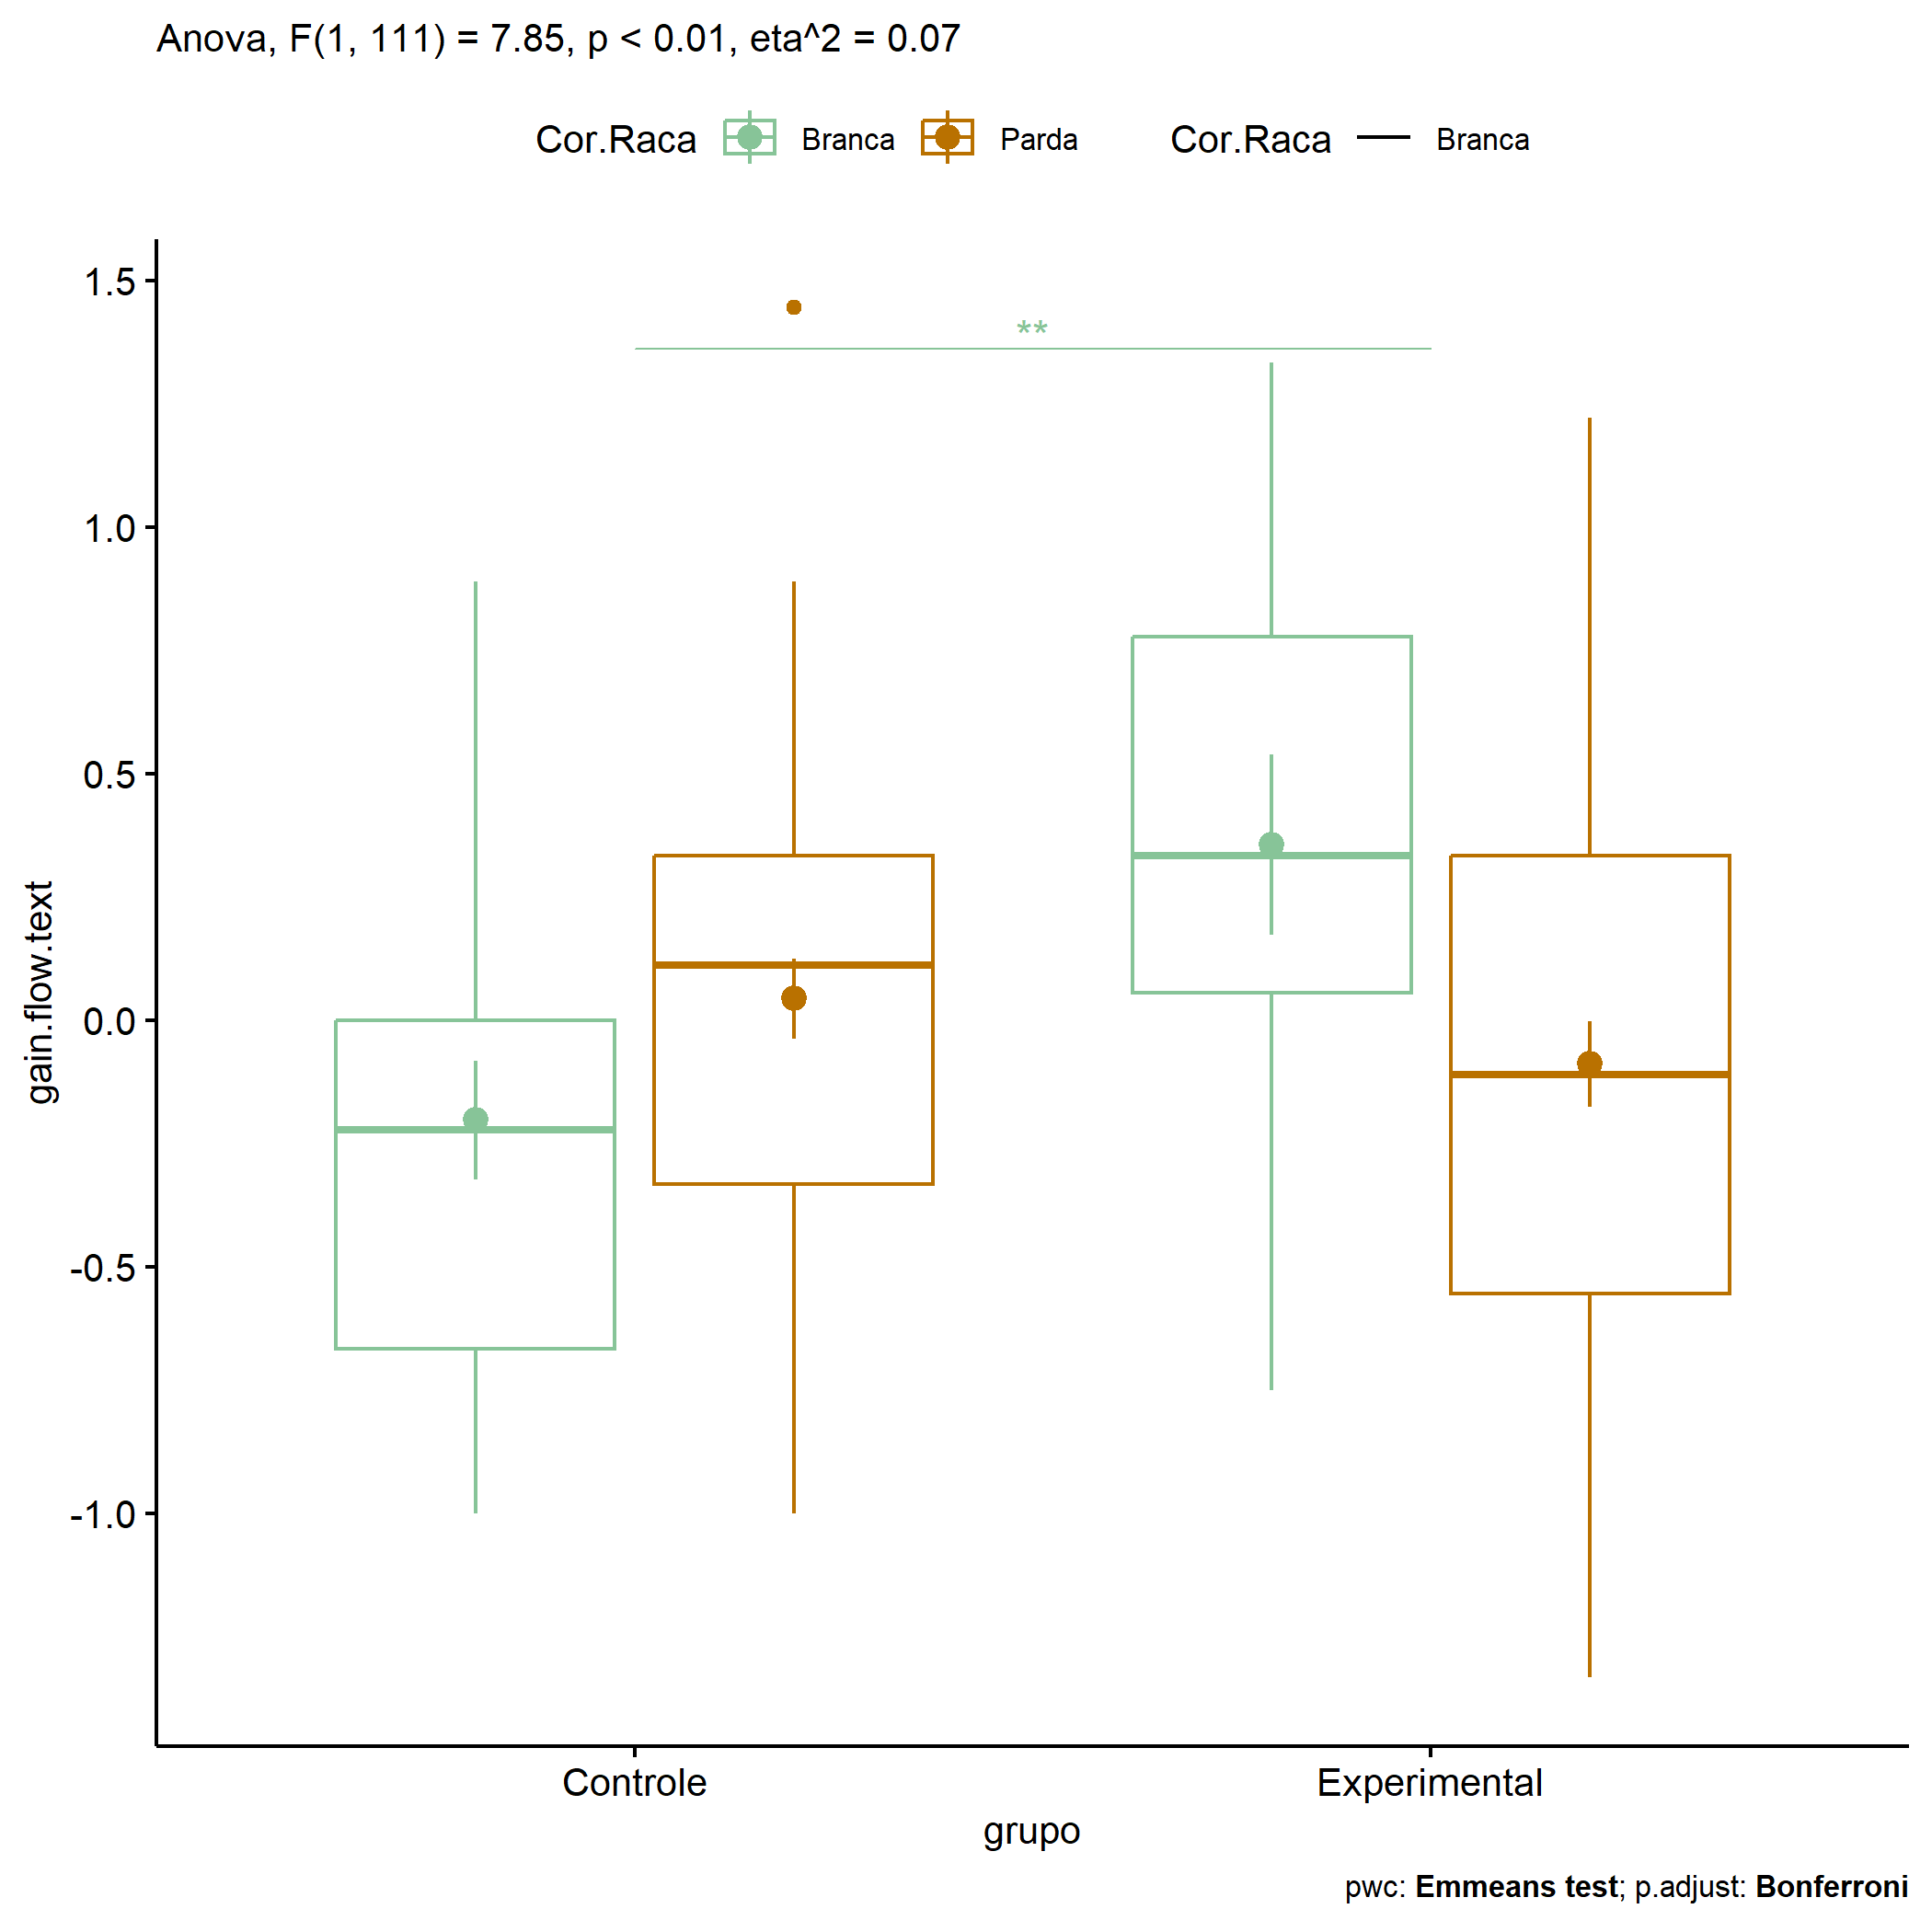 Anova, F(1, 111) = 7.85, p < 0.01, eta^2 = 0.07
Cor.Raca Branca Parda Cor.Raca Branca
1.5
**
1.0
0.5
0.0
-0.5
-1.0
gain.flow.text
Controle Experimental
grupo
pwc: Emmeans test; p.adjust: Bonferroni